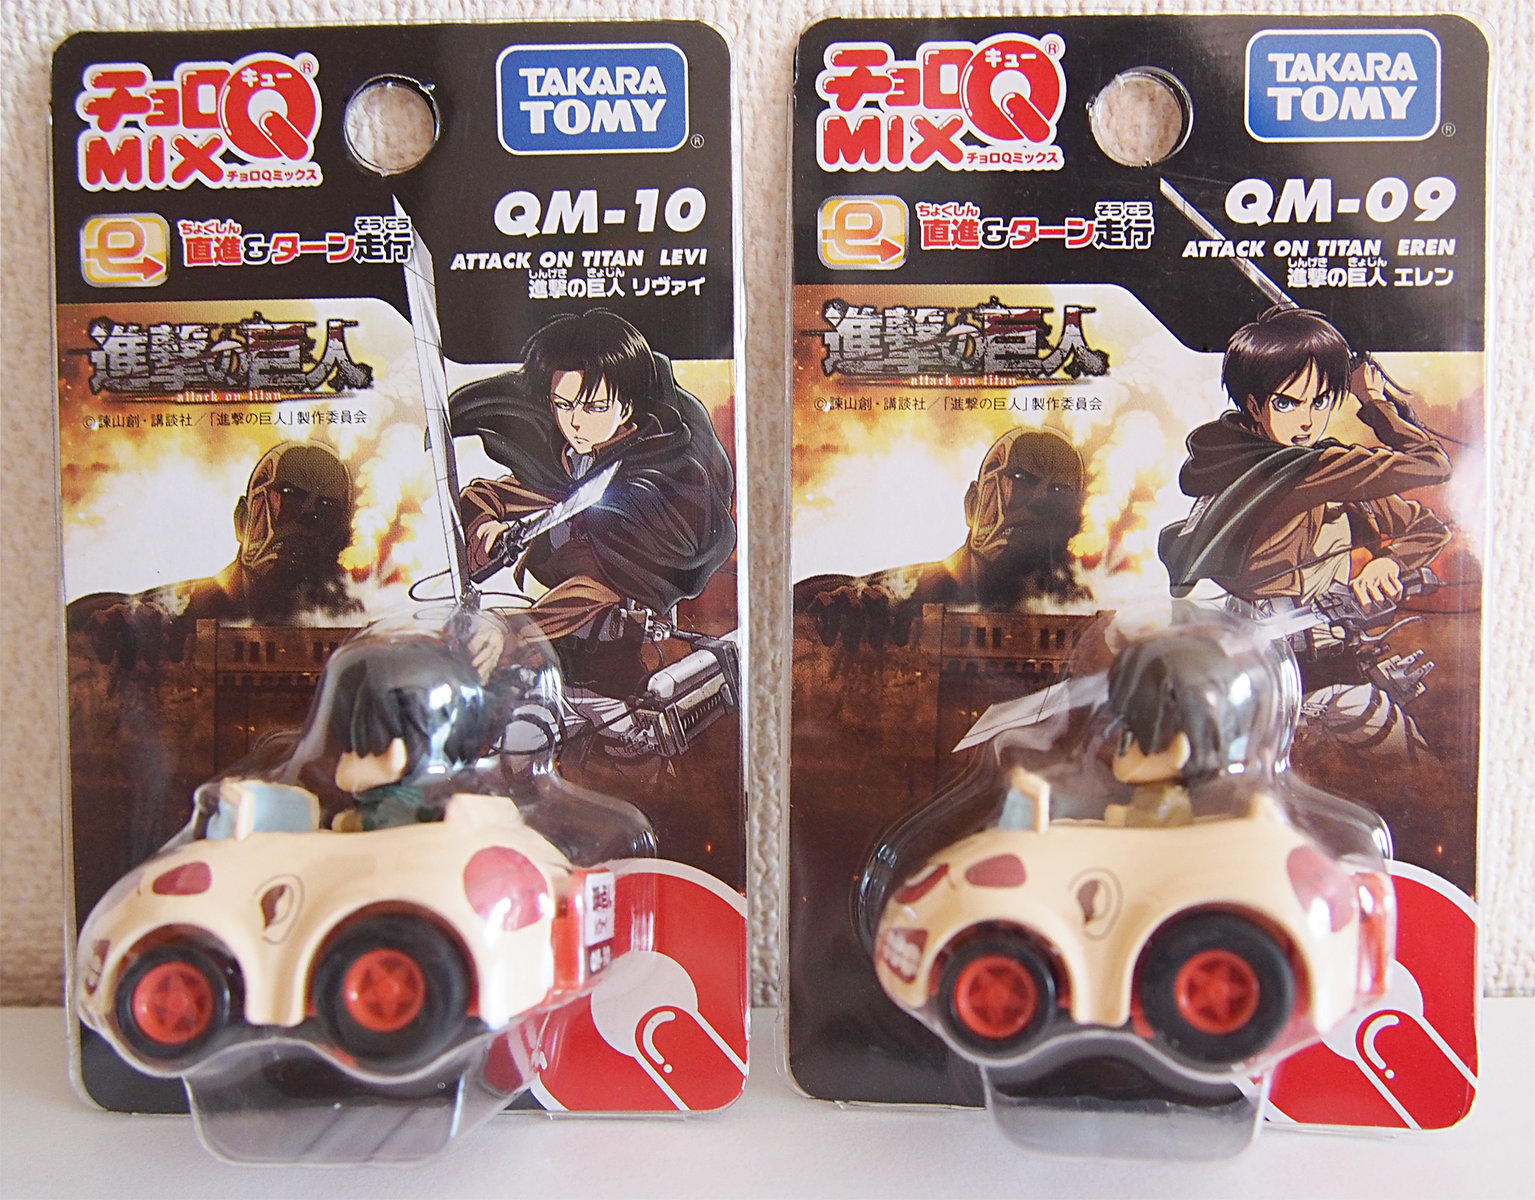 チョロQ
キュー
®
MIX
チョロQミックス
TAKARA
TOMY
®
QM-10
ちょくしん そうこう
直進&ターン走行
e
ATTACK ON TITAN LEVI
しんげき きょじん
進撃の巨人 リヴァイ
進撃の巨人
attack on titan
©諫山創・講談社/「進撃の巨人」製作委員会
QM-10
チョロQ
キュー
®
MIX
チョロQミックス
TAKARA
TOMY
®
QM-09
ちょくしん そうこう
直進&ターン走行
e
ATTACK ON TITAN EREN
しんげき きょじん
進撃の巨人 エレン
進撃の巨人
attack on titan
©諫山創・講談社/「進撃の巨人」製作委員会